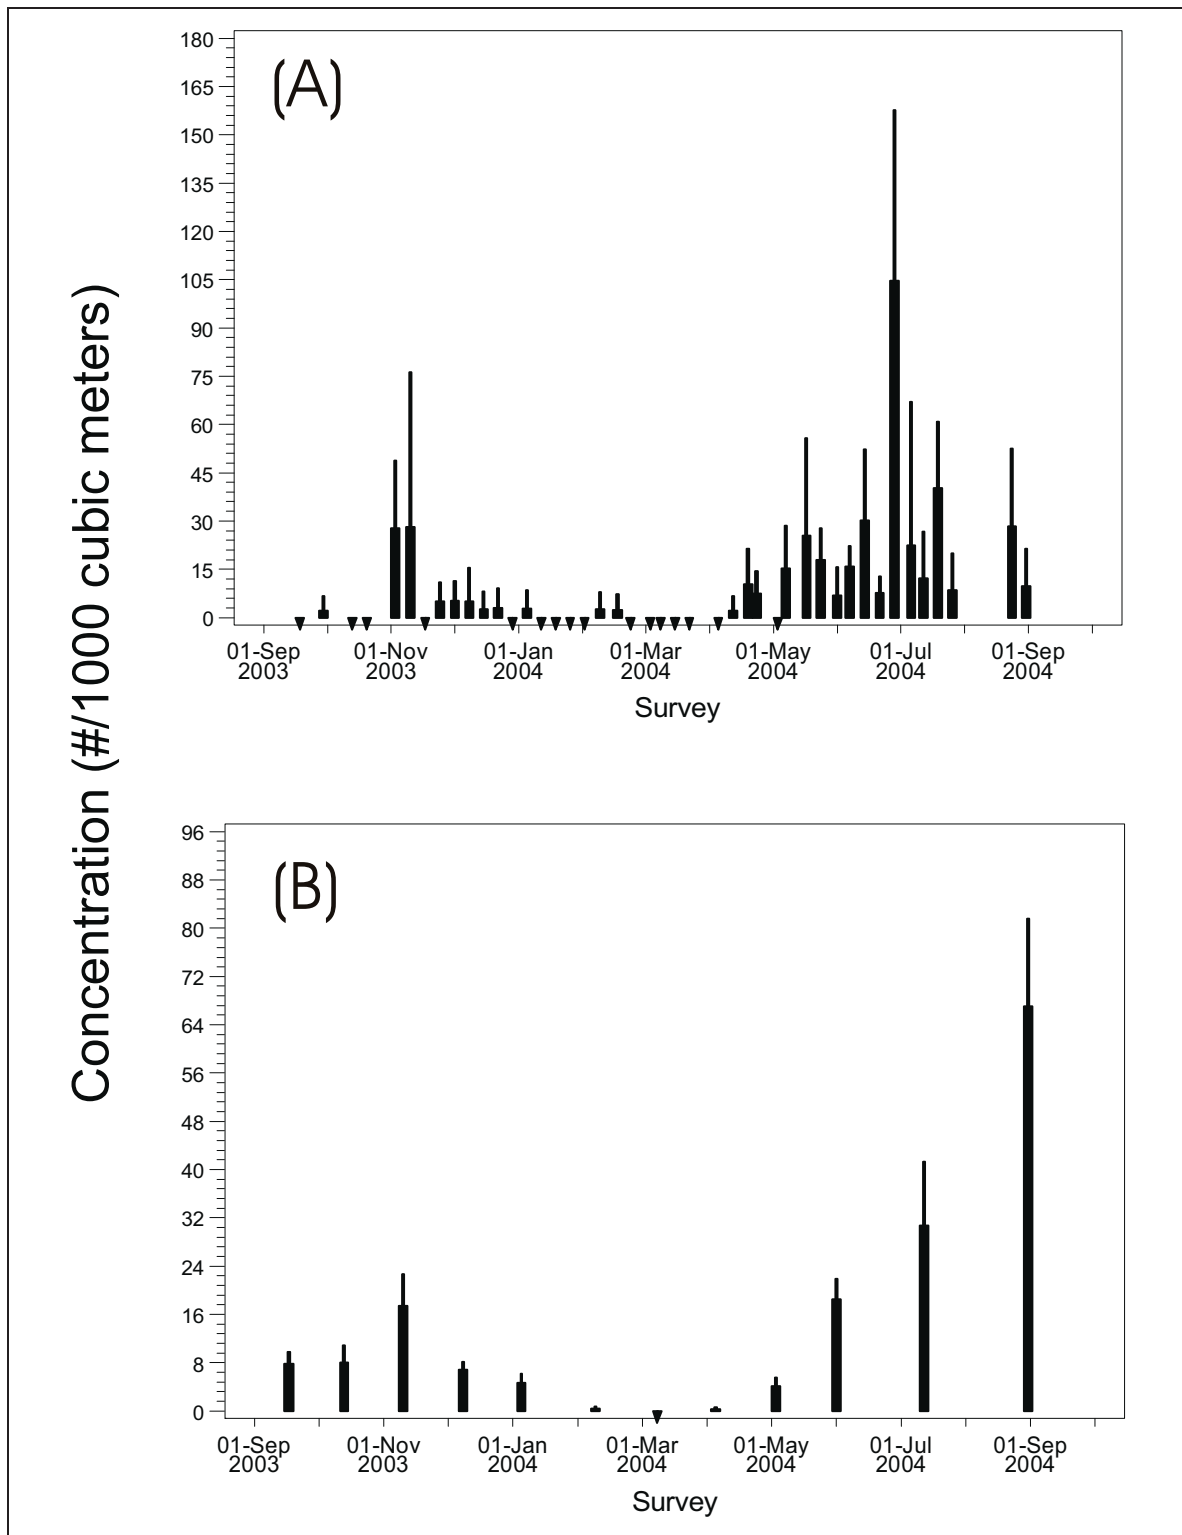 Concentration (#/1000 cubic meters)
(A)
180
165
150
135
120
105
90
75
60
45
30
15
0
01-Sep 01-Nov 01-Jan 01-Mar 01-May 01-Jul 01-Sep
2003 2003 2004 2004 2004 2004 2004
Survey
(B)
96
88
80
72
64
56
48
40
32
24
16
8
0
01-Sep 01-Nov 01-Jan 01-Mar 01-May 01-Jul 01-Sep
2003 2003 2004 2004 2004 2004 2004
Survey